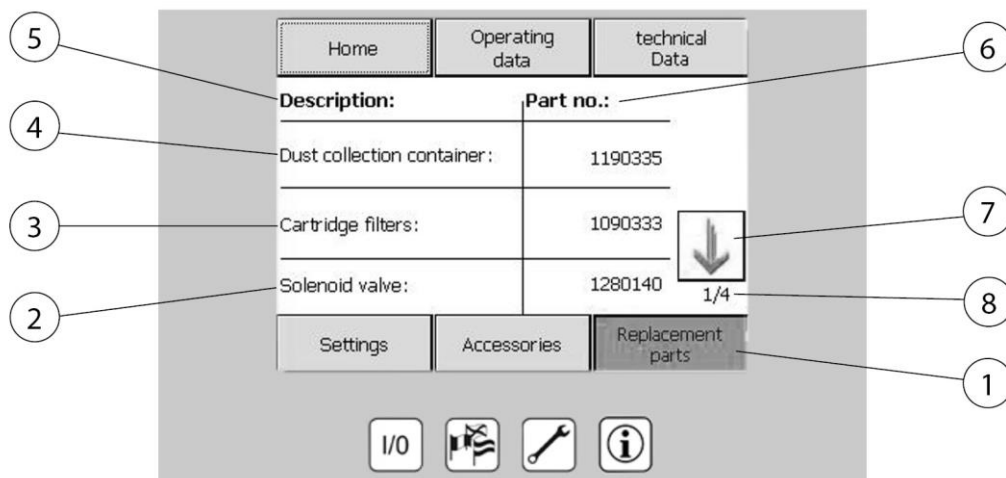 5
4
3
2
Home
Operating
data
technical
Data
Description:
Part no.:
Dust collection container:
1190335
Cartridge filters:
1090333
Solenoid valve:
1280140
1/4
Settings
Accessories
Replacement
parts
I/0
i
6
7
8
1